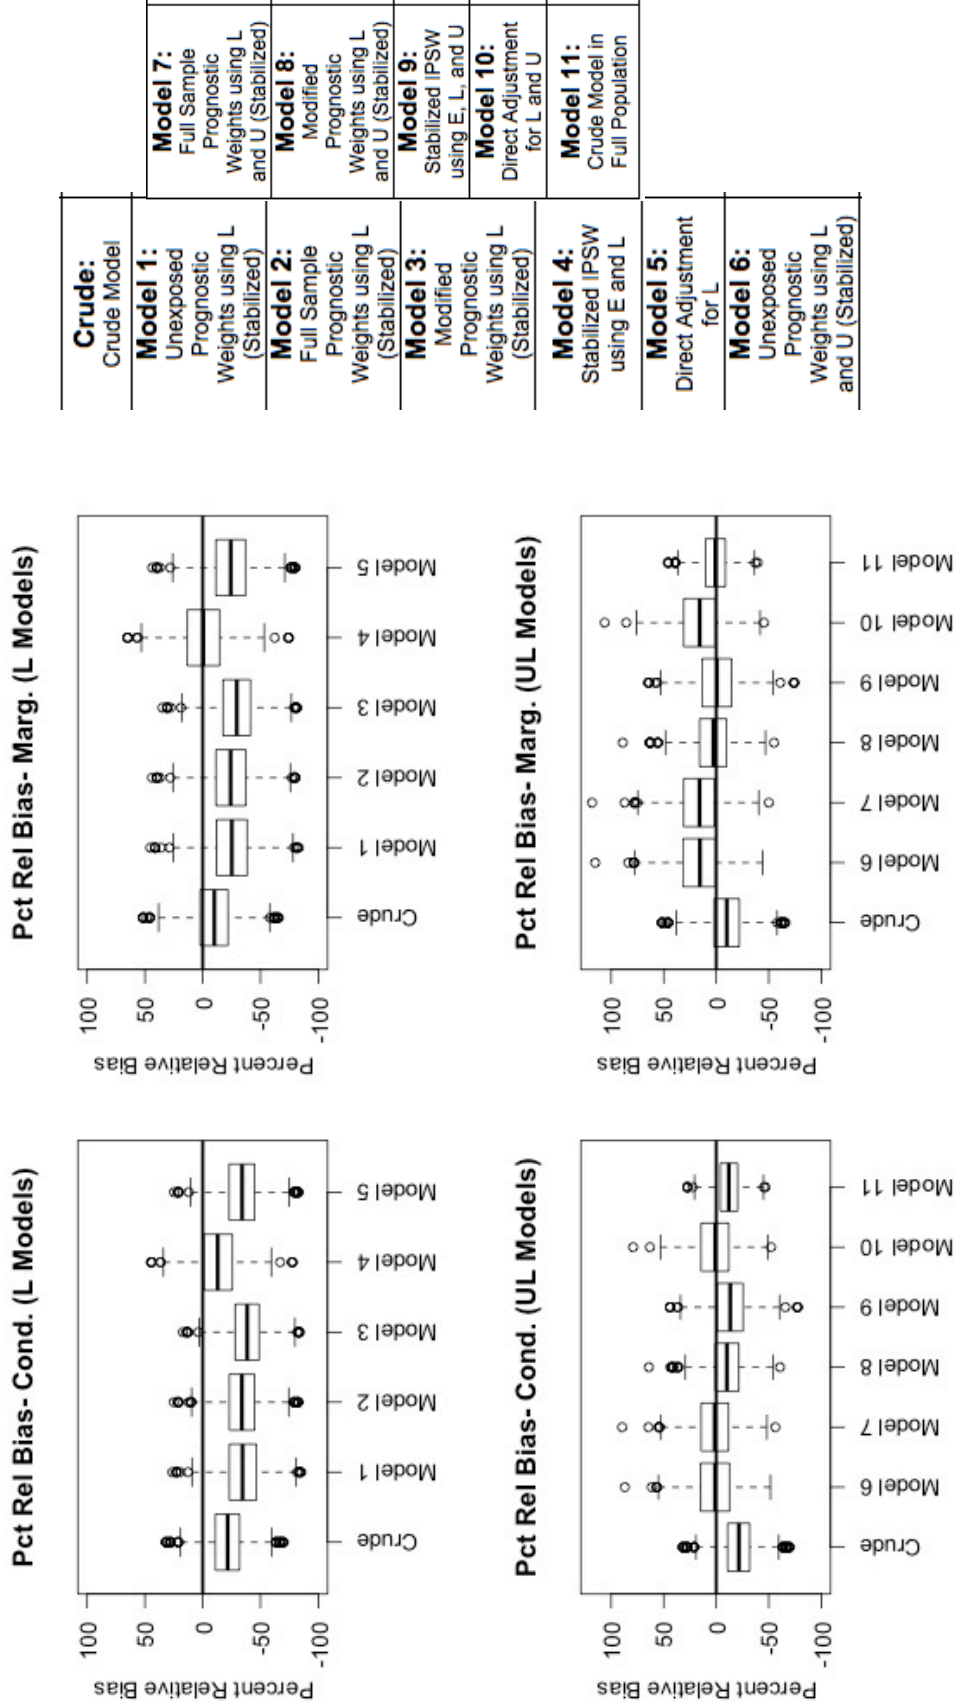 Pct Rel Bias- Cond. (L Models)
Percent Relative Bias
100
50
0
-50
-100
Crude
Model 1
Model 2
Model 3
Model 4
Model 5
Pct Rel Bias- Marg. (L Models)
Percent Relative Bias
100
50
0
-50
-100
Crude
Model 1
Model 2
Model 3
Model 4
Model 5
Pct Rel Bias- Cond. (UL Models)
Percent Relative Bias
100
50
0
-50
-100
Crude
Model 6
Model 7
Model 8
Model 9
Model 10
Model 11
Pct Rel Bias- Marg. (UL Models)
Percent Relative Bias
100
50
0
-50
-100
Crude
Model 6
Model 7
Model 8
Model 9
Model 10
Model 11
Crude:
Crude Model
Model 1:
Unexposed
Prognostic
Weights using L
(Stabilized)
Model 2:
Full Sample
Prognostic
Weights using L
(Stabilized)
Model 3:
Modified
Prognostic
Weights using L
(Stabilized)
Model 4:
Stabilized IPSW
using E and L
Model 5:
Direct Adjustment
for L
Model 6:
Unexposed
Prognostic
Weights using L
and U (Stabilized)
Model 7:
Full Sample
Prognostic
Weights using L
and U (Stabilized)
Model 8:
Modified
Prognostic
Weights using L
and U (Stabilized)
Model 9:
Stabilized IPSW
using E, L, and U
Model 10:
Direct Adjustment
for L and U
Model 11:
Crude Model in
Full Population